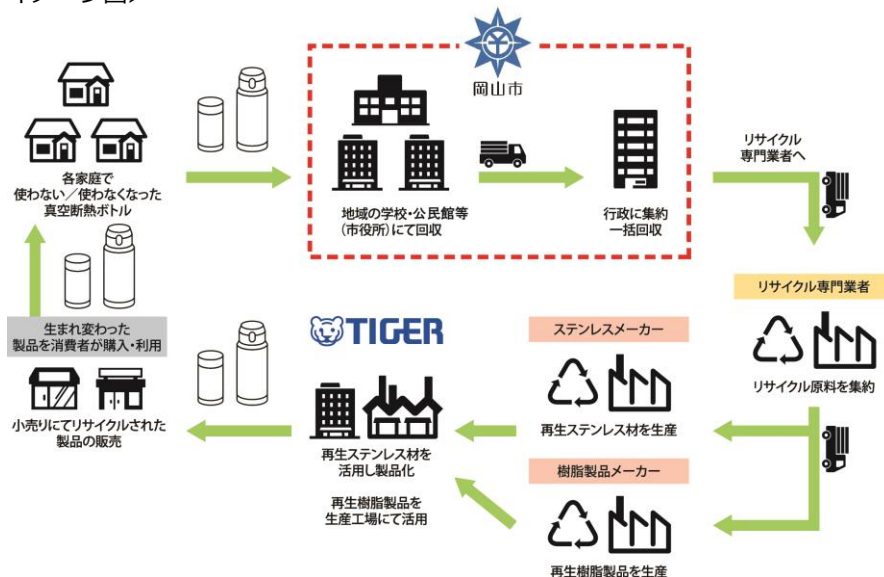 岡山市
各家庭で
使わない／使わなくなった
真空断熱ボトル
地域の学校・公民館等
(市役所)にて回収
行政に集約
一括回収
リサイクル
専門業者へ
リサイクル専門業者
リサイクル原料を集約
ステンレスメーカー
再生ステンレス材を生産
樹脂製品メーカー
再生樹脂製品を生産
TIGER
再生ステンレス材を
活用し製品化
再生樹脂製品を
生産工場にて活用
生まれ変わった
製品を消費者が購入・利用
小売りにてリサイクルされた
製品の販売